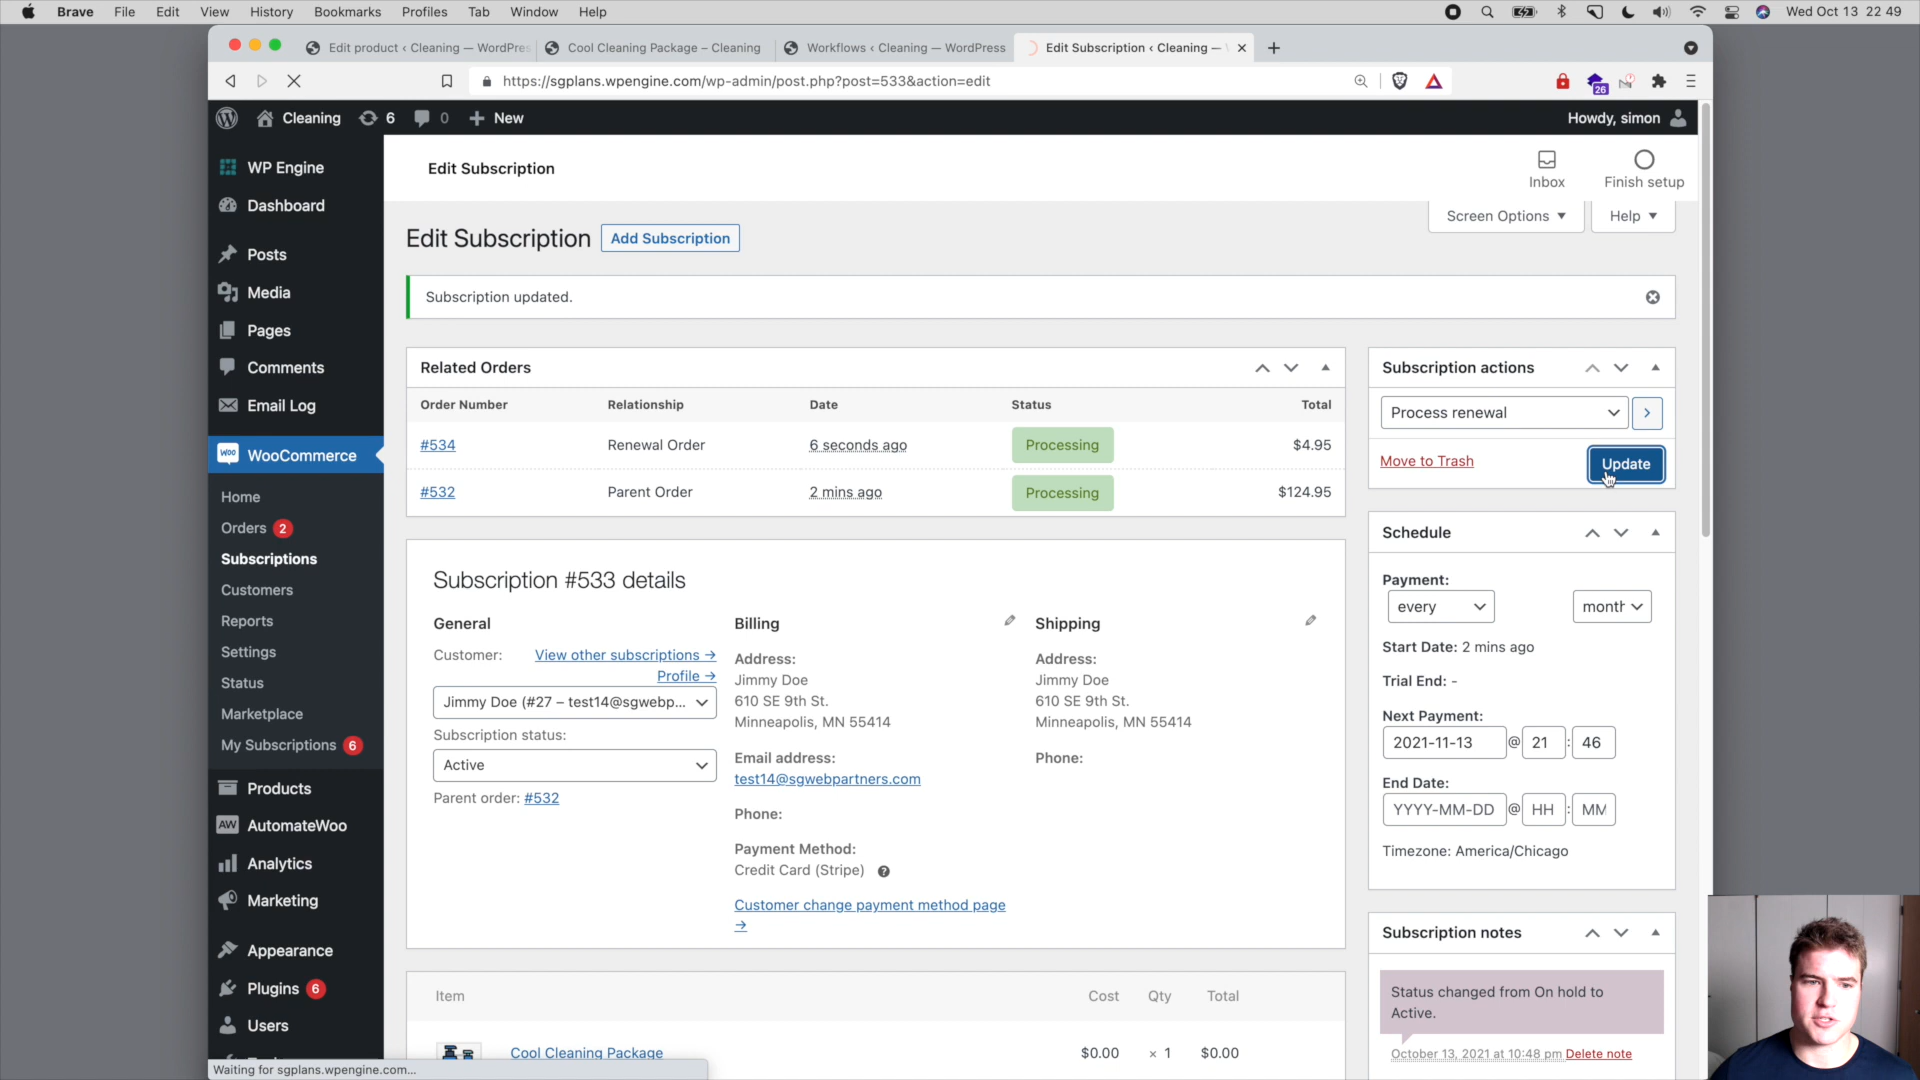 Brave File Edit View History Bookmarks Profiles Tab Window Help
Wed Oct 13 22 49
Edit product ‹ Cleaning — WordPres
Cool Cleaning Package – Cleaning
Workflows ‹ Cleaning — WordPress
Edit Subscription ‹ Cleaning —
https://sgplans.wpengine.com/wp-admin/post.php?post=533&action=edit
26
Cleaning 6 0 New
Howdy, simon
WP Engine
Dashboard
Posts
Media
Pages
Comments
Email Log
WooCommerce
Home
Orders 2
Subscriptions
Customers
Reports
Settings
Status
Marketplace
My Subscriptions 6
Products
AW AutomateWoo
Analytics
Marketing
Appearance
Plugins 6
Users
Waiting for sgplans.wpengine.com...
Edit Subscription
Inbox
Finish setup
Screen Options ▼
Help ▼
Edit Subscription Add Subscription
Subscription updated.
Related Orders
Order Number Relationship Date Status Total
#534 Renewal Order 6 seconds ago Processing $4.95
#532 Parent Order 2 mins ago Processing $124.95
Subscription #533 details
General
Customer: View other subscriptions →
Profile →
Jimmy Doe (#27 – test14@sgwebp...
Subscription status:
Active
Parent order: #532
Billing
Address:
Jimmy Doe
610 SE 9th St.
Minneapolis, MN 55414
Email address:
test14@sgwebpartners.com
Phone:
Payment Method:
Credit Card (Stripe) ?
Customer change payment method page
→
Shipping
Address:
Jimmy Doe
610 SE 9th St.
Minneapolis, MN 55414
Phone:
Item Cost Qty Total
Cool Cleaning Package $0.00 × 1 $0.00
Subscription actions
Process renewal
Move to Trash Update
Schedule
Payment:
every month
Start Date: 2 mins ago
Trial End: -
Next Payment:
2021-11-13 @ 21 : 46
End Date:
YYYY-MM-DD @ HH : MM
Timezone: America/Chicago
Subscription notes
Status changed from On hold to
Active.
October 13, 2021 at 10:48 pm Delete note